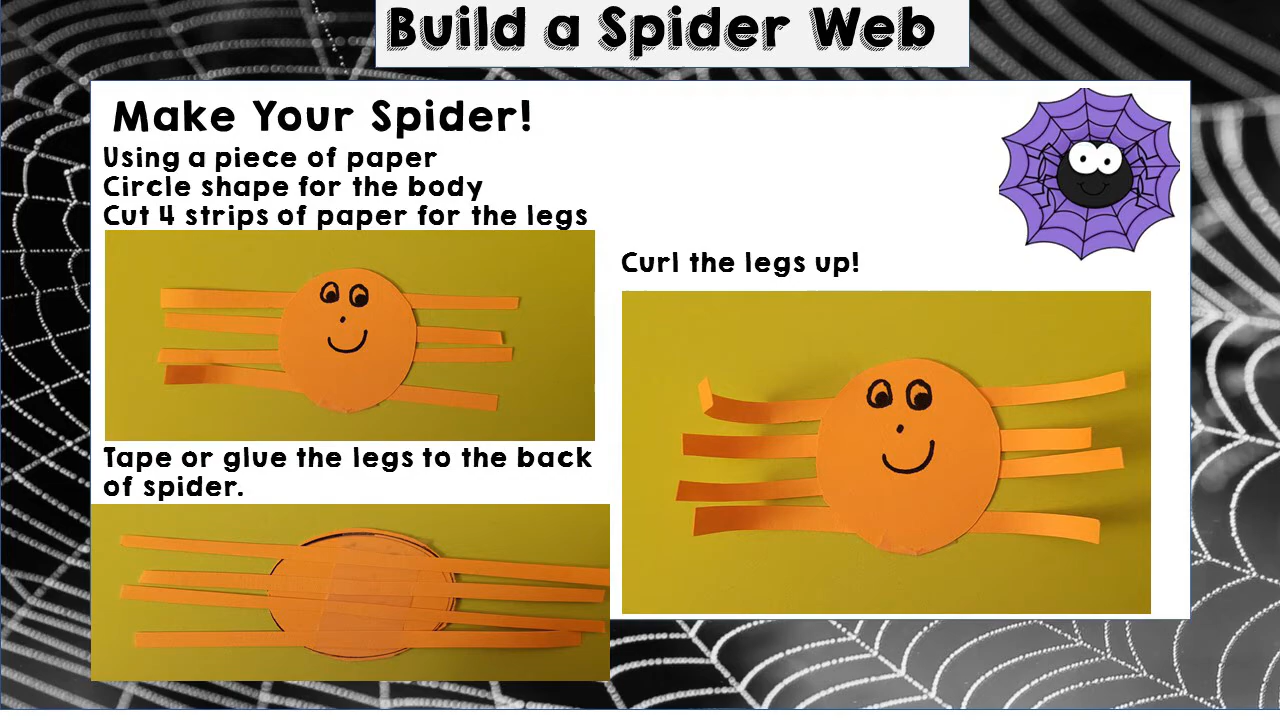 Build a Spider Web
Make Your Spider!
Using a piece of paper
Circle shape for the body
Cut 4 strips of paper for the legs
Tape or glue the legs to the back
of spider.
Curl the legs up!